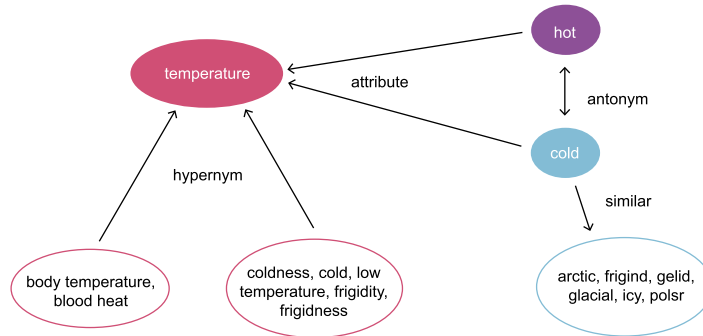 hot
temperature
attribute
antonym
cold
hypernym
similar
body temperature,
blood heat
coldness, cold, low
temperature, frigidity,
frigidness
arctic, frigind, gelid,
glacial, icy, polsr